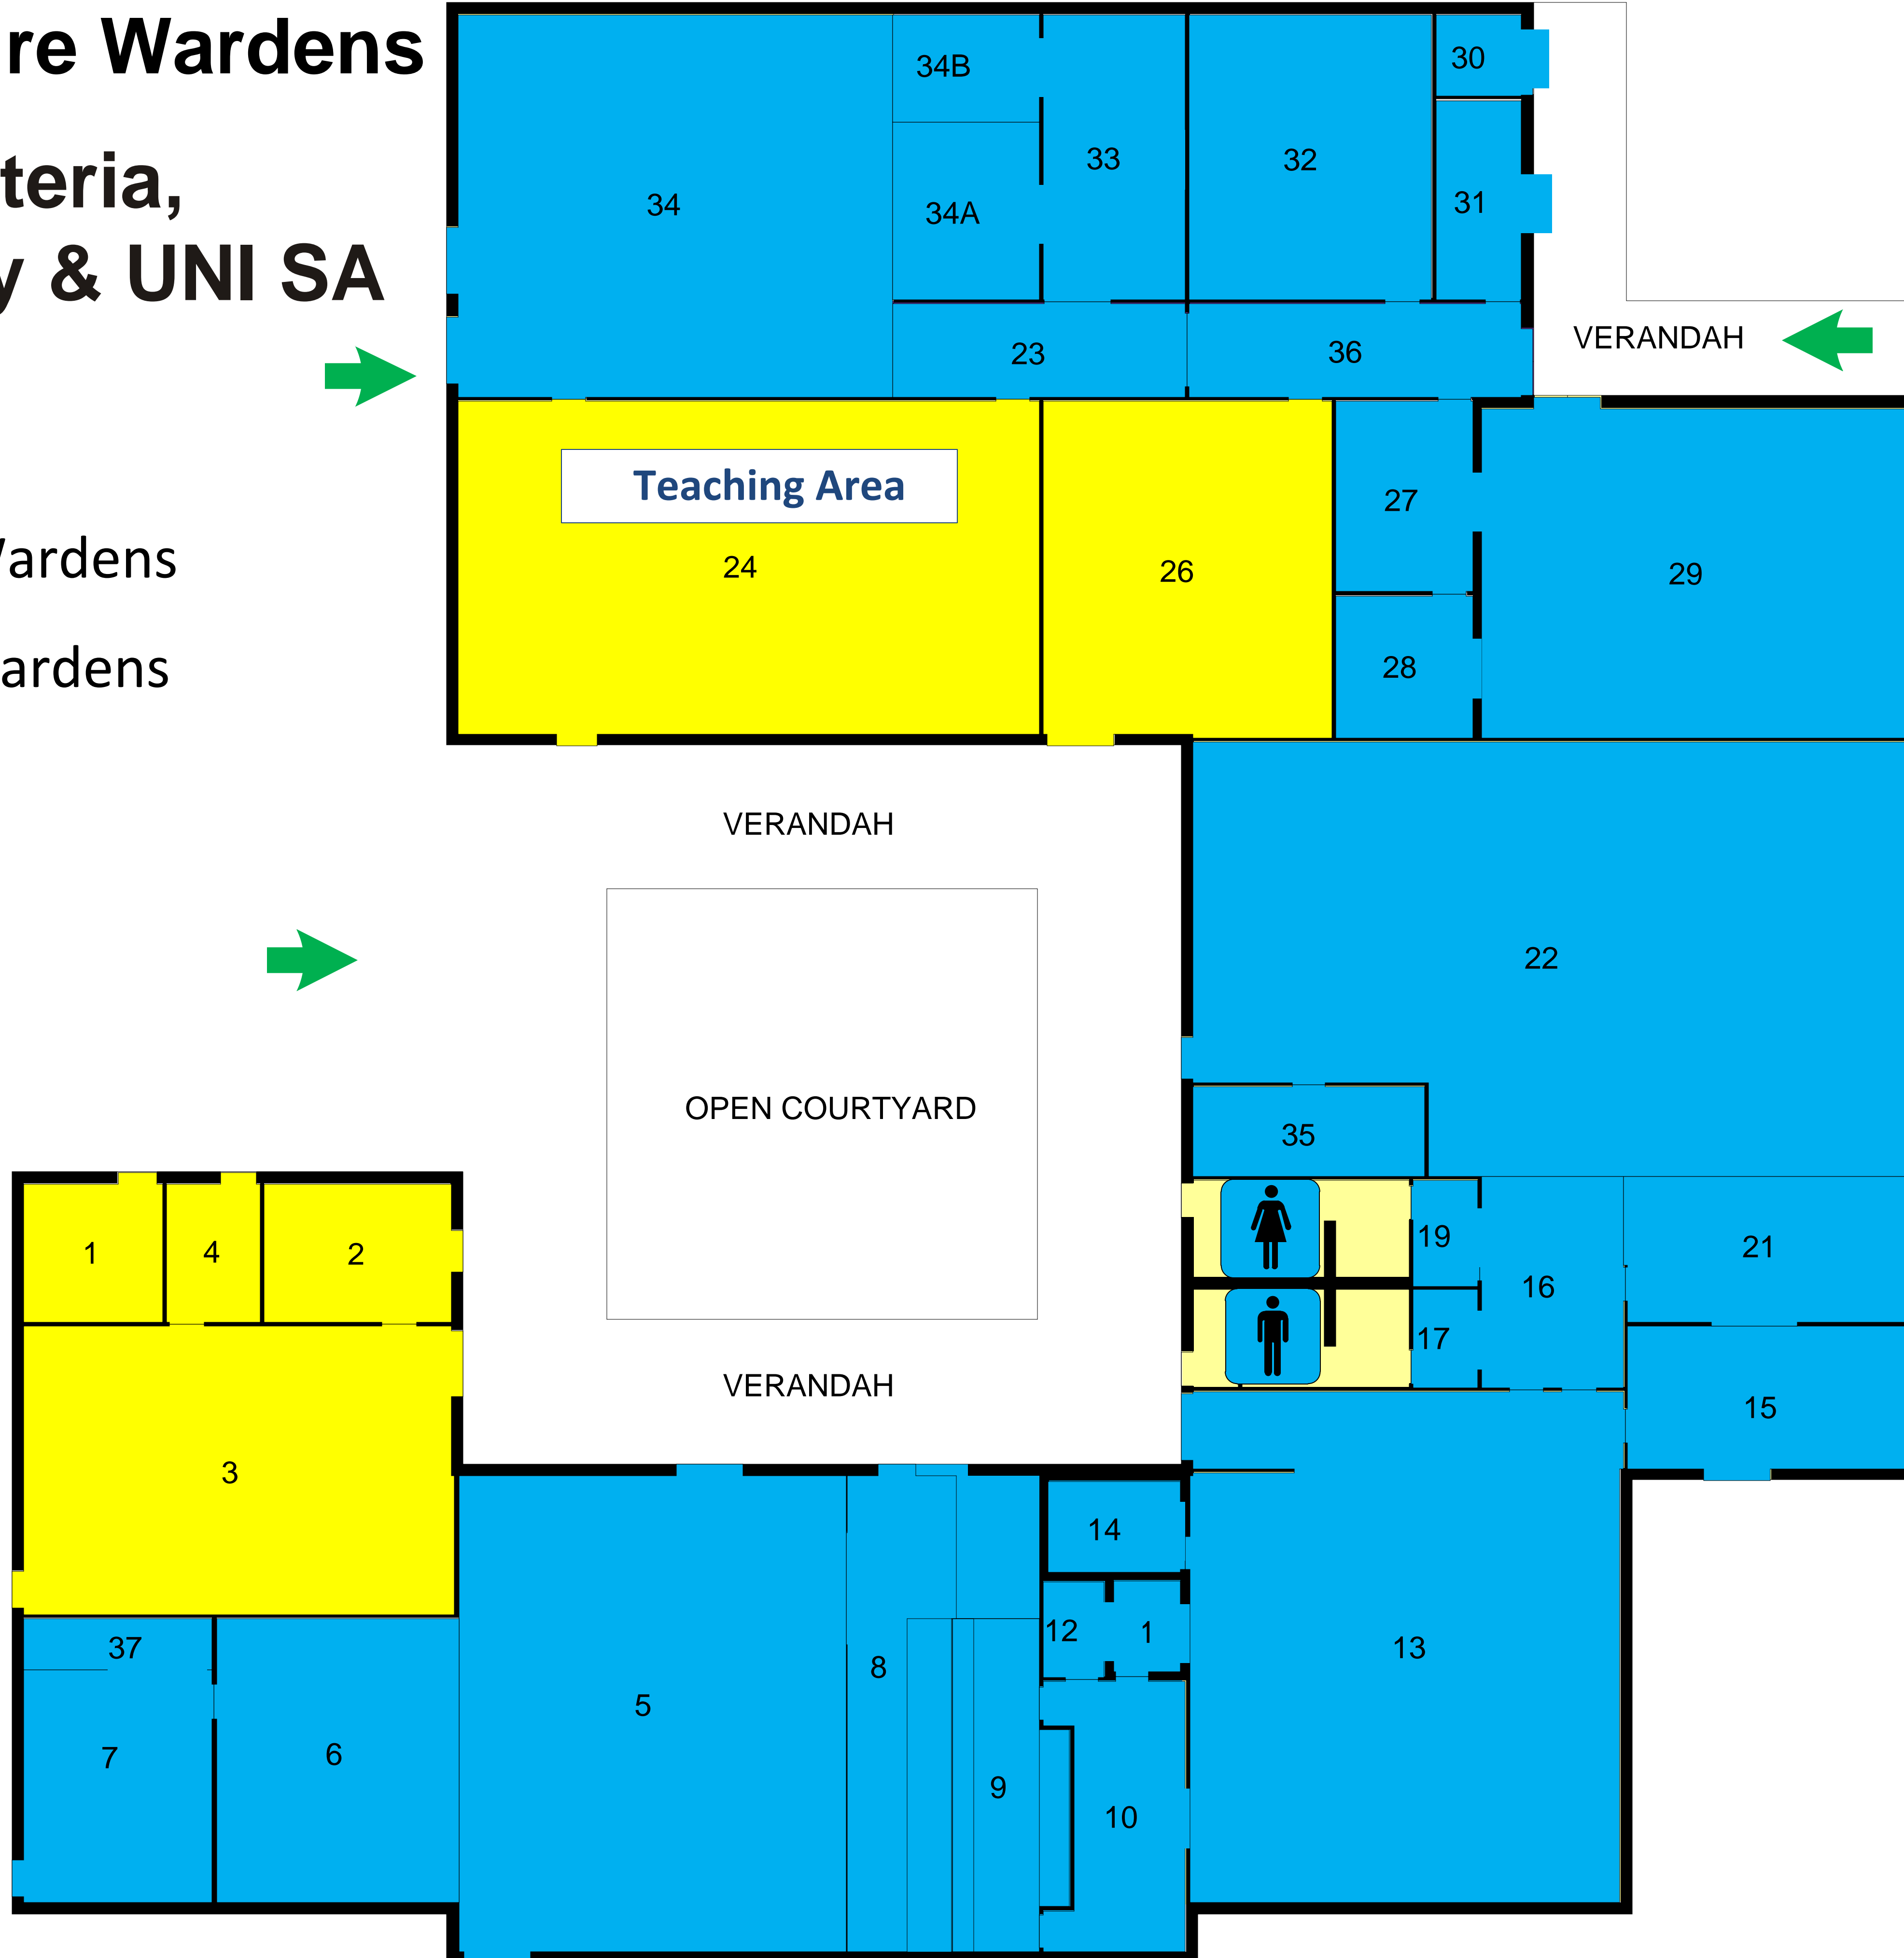 re Wardens
teria,
y & UNI SA
Wardens
ardens
34B
30
34
34A
33
32
31
23
36
VERANDAH
Teaching Area
24
26
27
28
29
VERANDAH
22
OPEN COURTYARD
35
1
4
2
19
21
16
17
VERANDAH
15
3
14
37
12
1
13
8
5
7
6
9
10